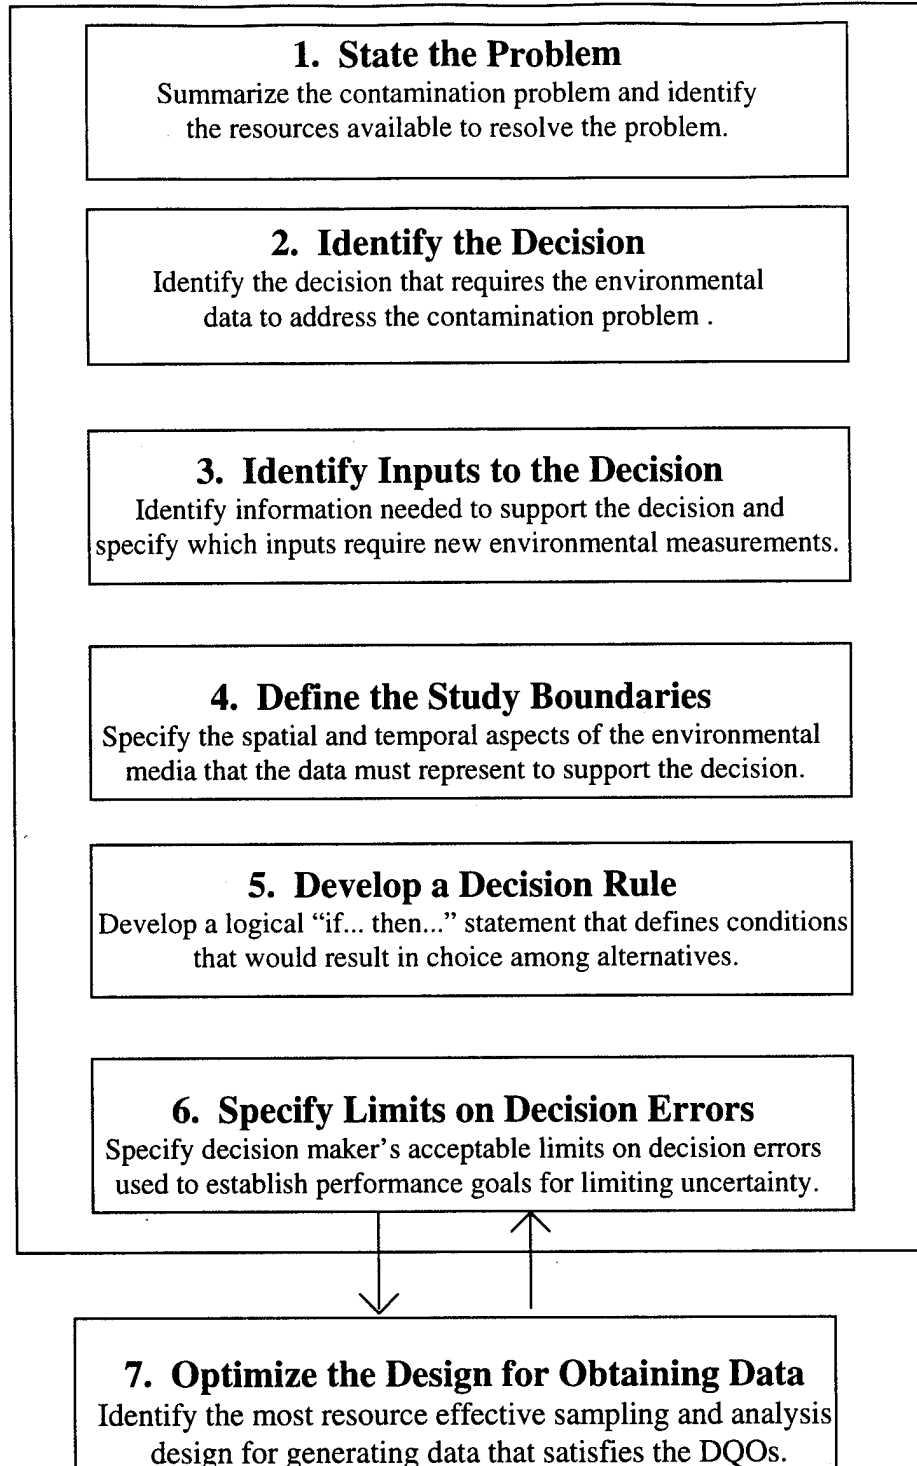 1. State the Problem
Summarize the contamination problem and identify
the resources available to resolve the problem.
2. Identify the Decision
Identify the decision that requires the environmental
data to address the contamination problem .
3. Identify Inputs to the Decision
Identify information needed to support the decision and
specify which inputs require new environmental measurements.
4. Define the Study Boundaries
Specify the spatial and temporal aspects of the environmental
media that the data must represent to support the decision.
5. Develop a Decision Rule
Develop a logical “if... then...” statement that defines conditions
that would result in choice among alternatives.
6. Specify Limits on Decision Errors
Specify decision maker’s acceptable limits on decision errors
used to establish performance goals for limiting uncertainty.
7. Optimize the Design for Obtaining Data
Identify the most resource effective sampling and analysis
design for generating data that satisfies the DQOs.